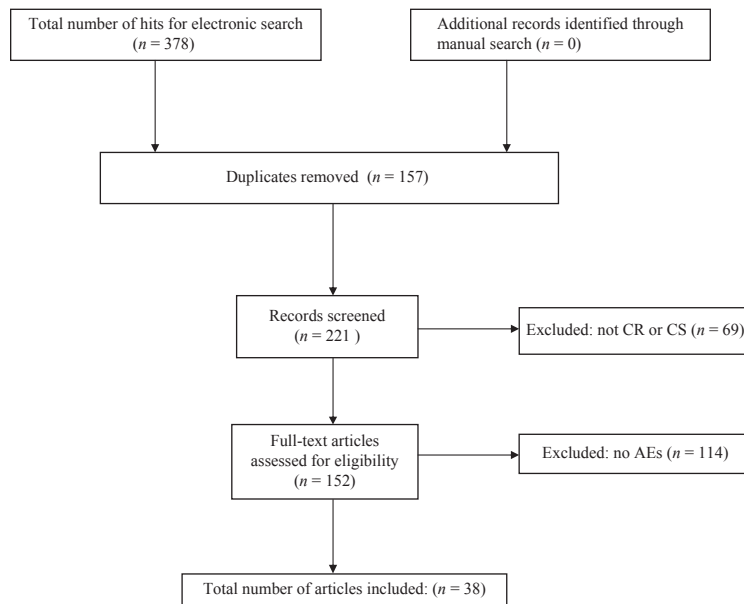 Total number of hits for electronic search
(n = 378)
Additional records identified through
manual search (n = 0)
Duplicates removed (n = 157)
Records screened
(n = 221 )
Excluded: not CR or CS (n = 69)
Full-text articles
assessed for eligibility
(n = 152)
Excluded: no AEs (n = 114)
Total number of articles included: (n = 38)